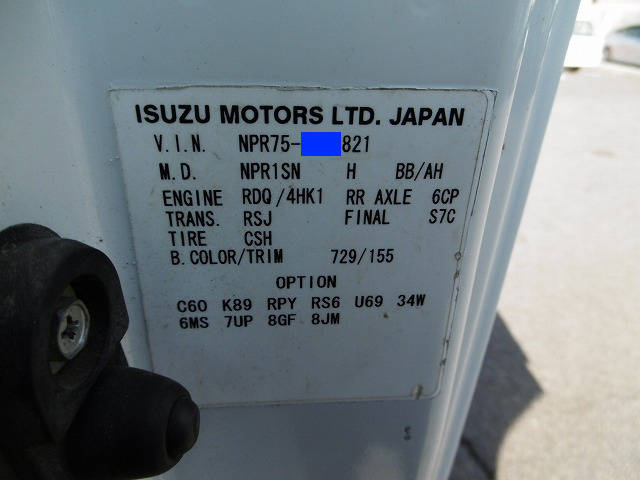 ISUZU MOTORS LTD. JAPAN
V.I.N. NPR75- 821
M.D. NPR1SN H BB/AH
ENGINE RDQ/4HK1 RR AXLE 6CP
TRANS. RSJ FINAL S7C
TIRE CSH
B.COLOR/TRIM 729/155
OPTION
C60 K89 RPY RS6 U69 34W
6MS 7UP 8GF 8JM